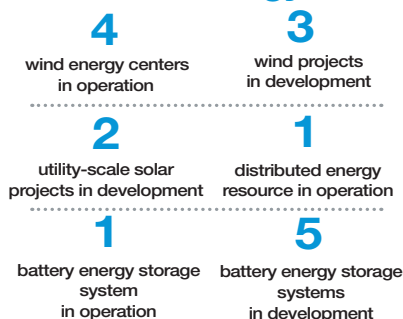 4
wind energy centers
in operation
3
wind projects
in development
2
utility-scale solar
projects in development
1
distributed energy
resource in operation
1
battery energy storage
system
in operation
5
battery energy storage
systems
in development